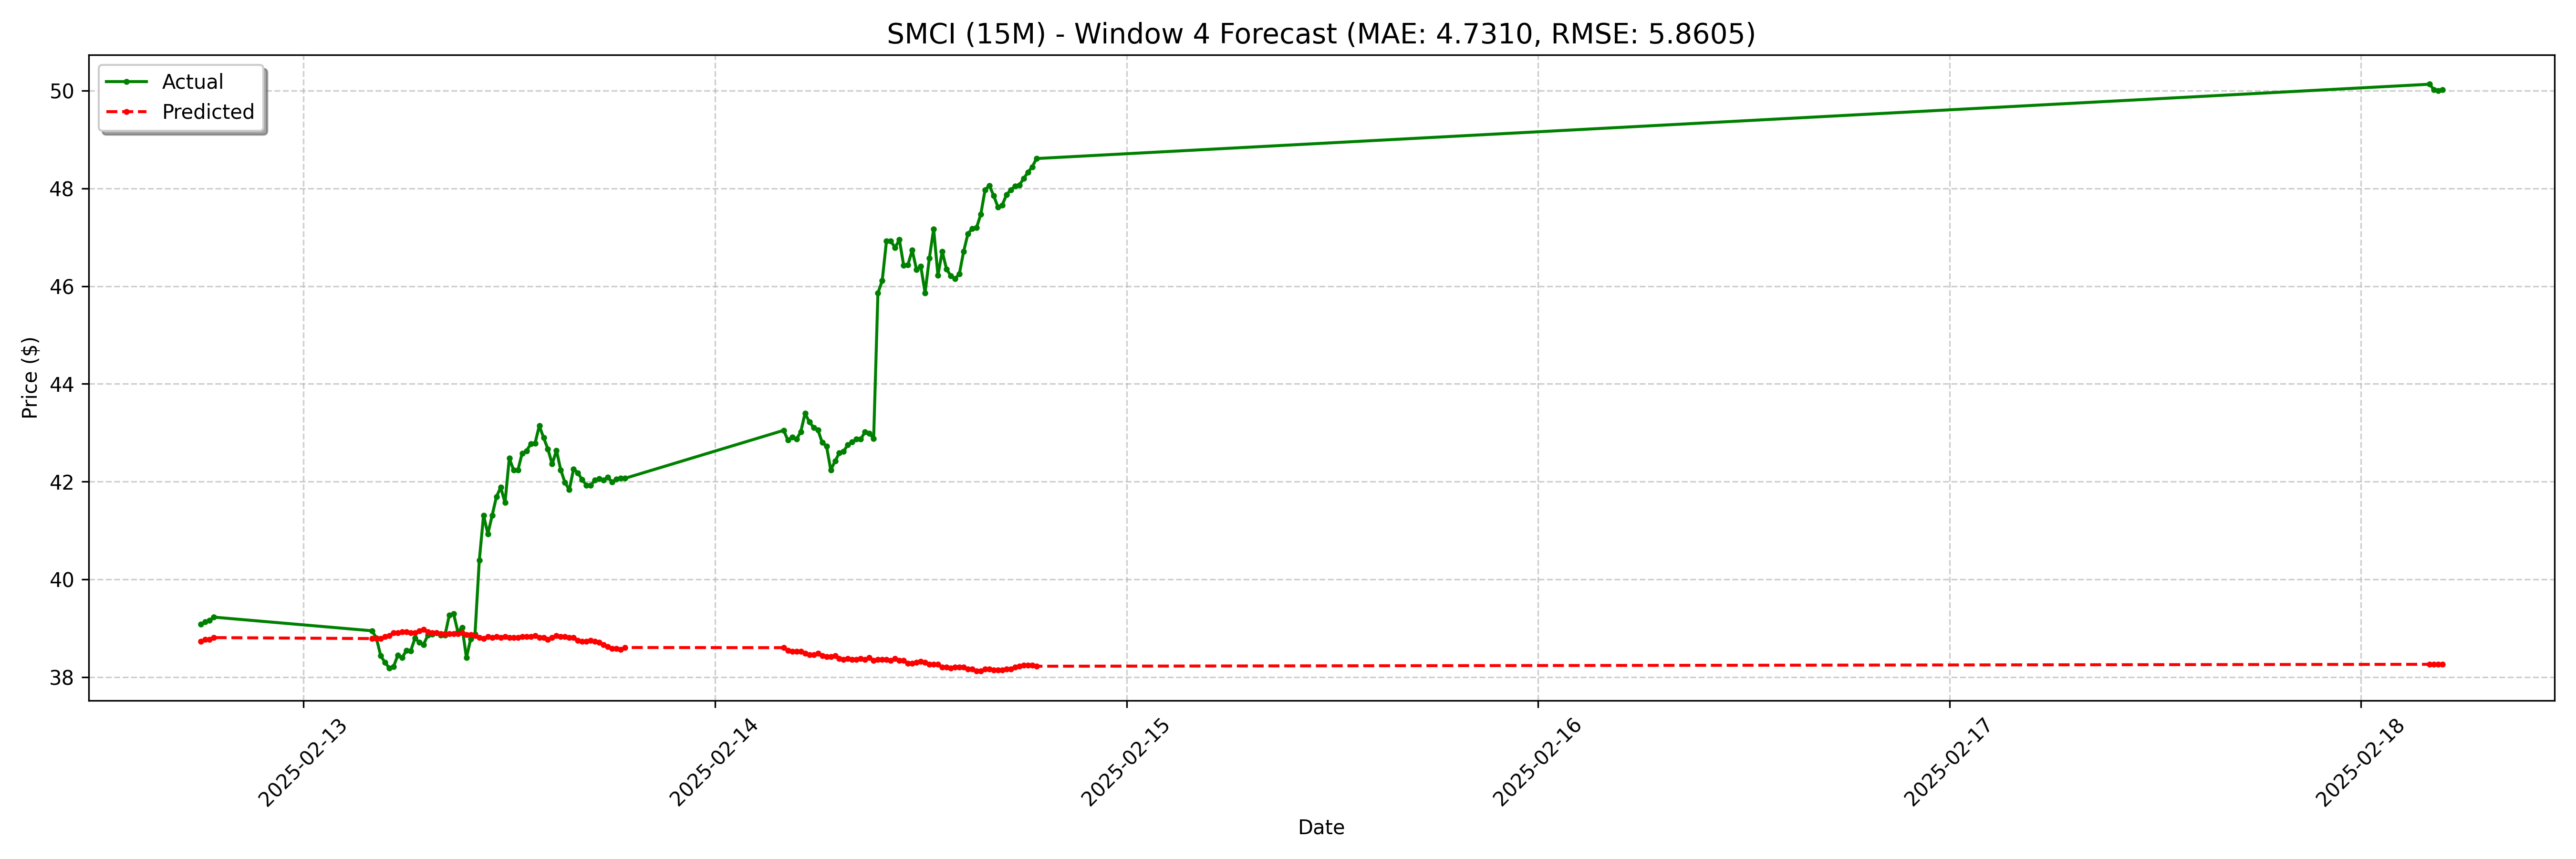 SMCI (15M) - Window 4 Forecast (MAE: 4.7310, RMSE: 5.8605)
Actual
Predicted
Price ($)
50
48
46
44
42
40
38
2025-02-13
2025-02-14
2025-02-15
2025-02-16
2025-02-17
2025-02-18
Date